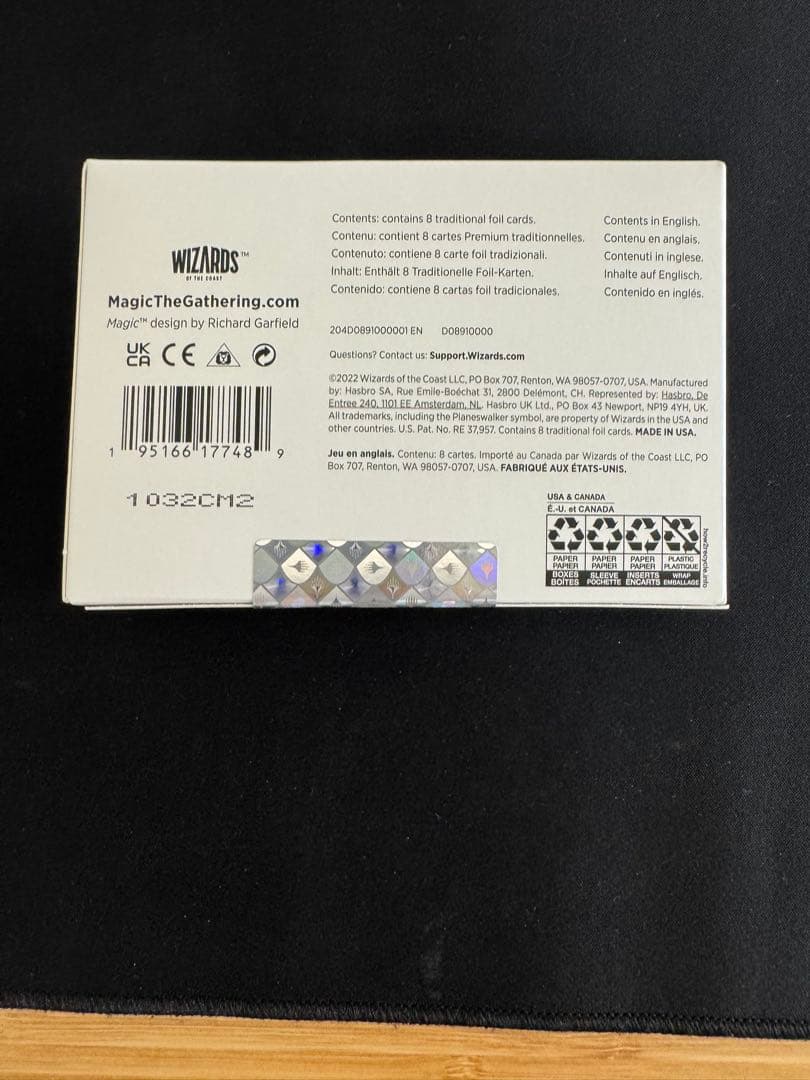 WIZARDS™
OF THE COAST
MagicTheGathering.com
Magic™ design by Richard Garfield
UK
CA CE
1 95166 17748 9
1032CM2
Contents: contains 8 traditional foil cards.
Contenu: contient 8 cartes Premium traditionnelles.
Contenuto: contiene 8 carte foil tradizionali.
Inhalt: Enthält 8 Traditionelle Foil-Karten.
Contenido: contiene 8 cartas foil tradicionales.
Contents in English.
Contenu en anglais.
Contenuti in inglese.
Inhalte auf Englisch.
Contenido en inglés.
204D0891000001 EN D08910000
Questions? Contact us: Support.Wizards.com
©2022 Wizards of the Coast LLC, PO Box 707, Renton, WA 98057-0707, USA. Manufactured
by: Hasbro SA, Rue Emile-Boéchat 31, 2800 Delémont, CH. Represented by: Hasbro, De
Entree 240, 1101 EE Amsterdam, NL. Hasbro UK Ltd., PO Box 43 Newport, NP19 4YH, UK.
All trademarks, including the Planeswalker symbol, are property of Wizards in the USA and
other countries. U.S. Pat. No. RE 37,957. Contains 8 traditional foil cards. MADE IN USA.
Jeu en anglais. Contenu: 8 cartes. Importé au Canada par Wizards of the Coast LLC, PO
Box 707, Renton, WA 98057-0707, USA. FABRIQUÉ AUX ÉTATS-UNIS.
USA & CANADA
É.-U. et CANADA
PAPER PAPER PAPER PLASTIC
PAPIER PAPIER PAPIER PLASTIQUE
BOXES SLEEVE INSERTS WRAP
BOÎTES POCHETTE ENCARTS EMBALLAGE
how2recycle.info